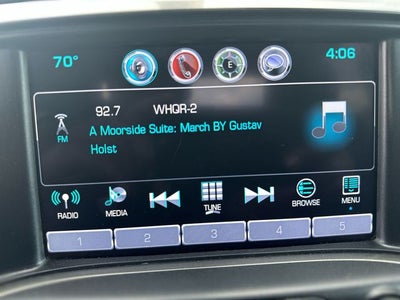 70° 4:06
E
92.7 WHQR-2
FM
A Moorside Suite: March BY Gustav
Holst
RADIO MEDIA TUNE BROWSE MENU
1 2 3 4 5